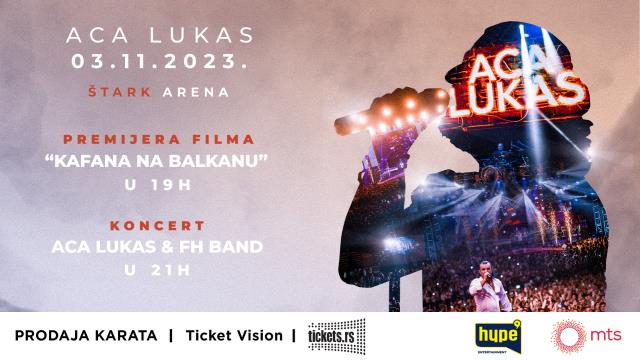 ACA LUKAS
03.11.2023.
ŠTARK ARENA
PREMIJERA FILMA
“KAFANA NA BALKANU”
U 19H
KONCERT
ACA LUKAS & FH BAND
U 21H
ACA
LUKAS
PRODAJA KARATA | Ticket Vision | tickets.rs
hype
ENTERTAINMENT
mts